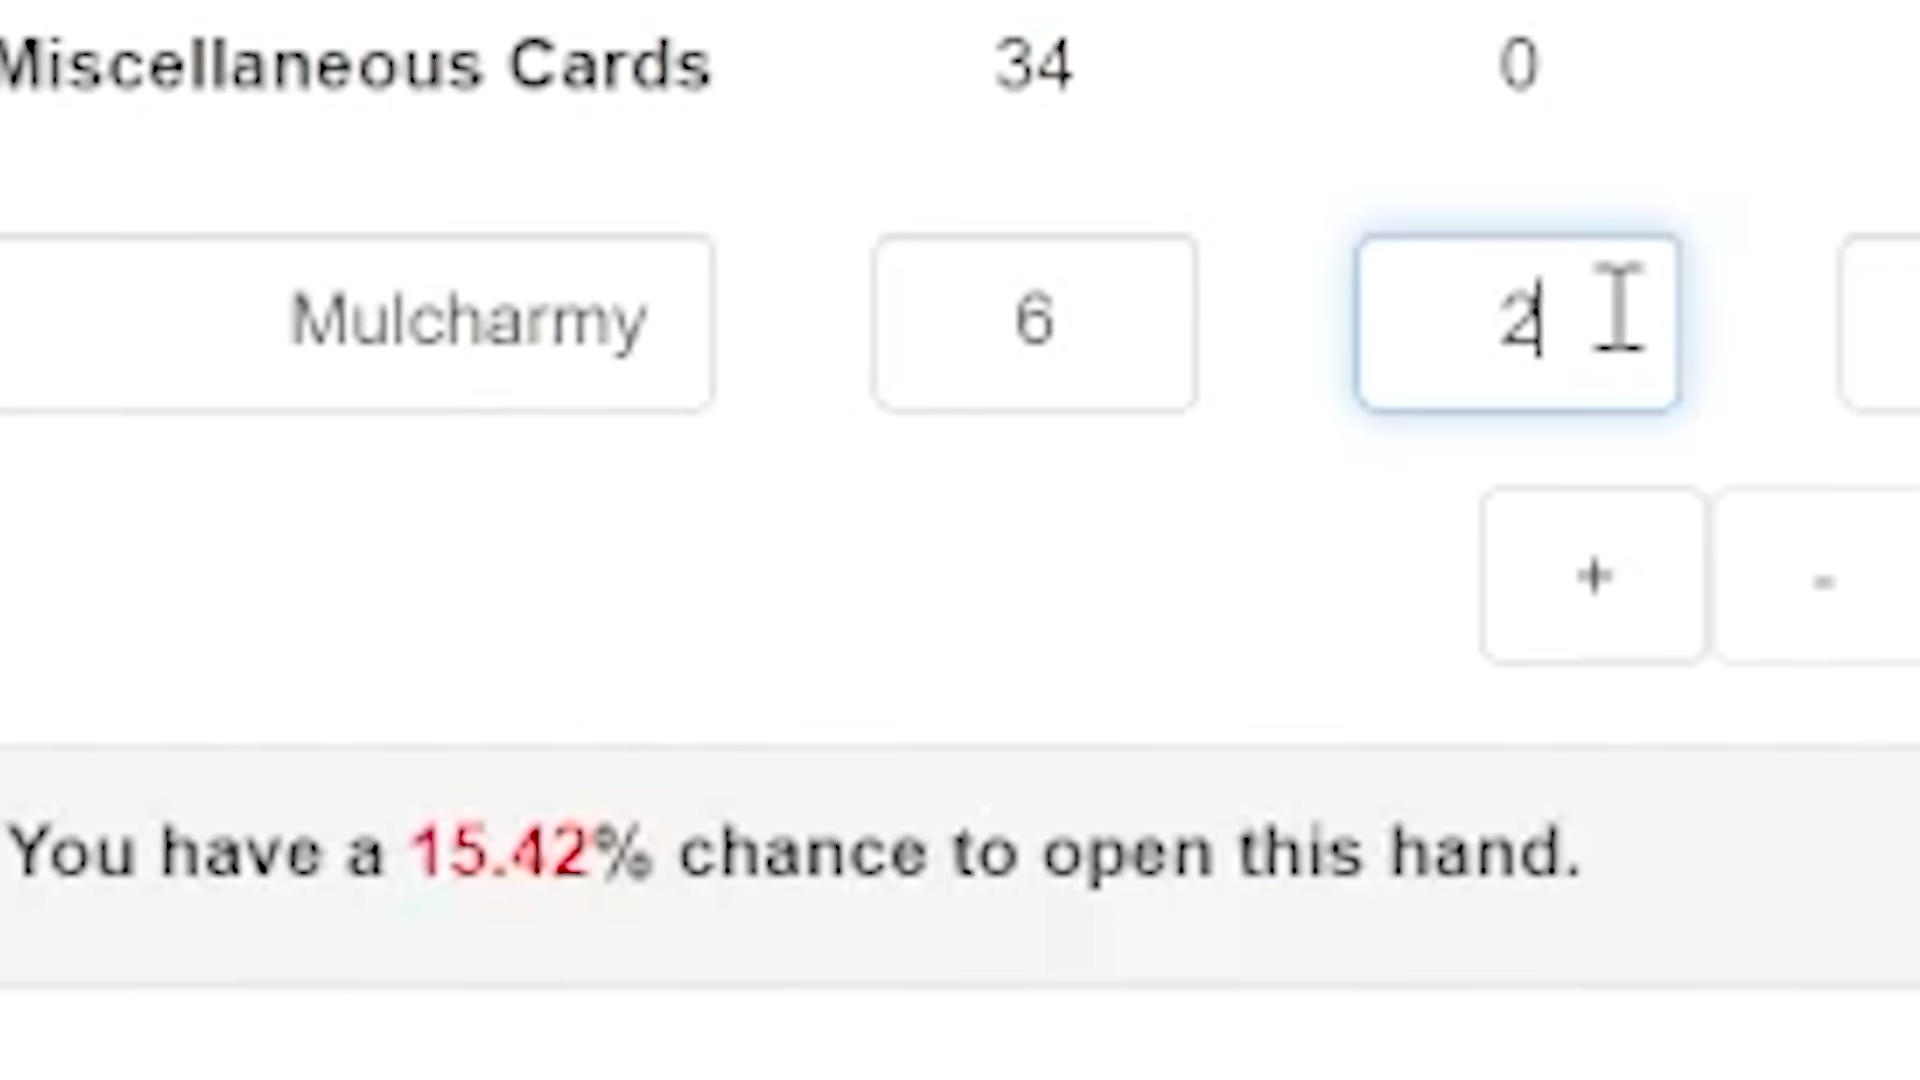 Miscellaneous Cards 34 0
Mulcharmy 6 2
+ -
You have a 15.42% chance to open this hand.